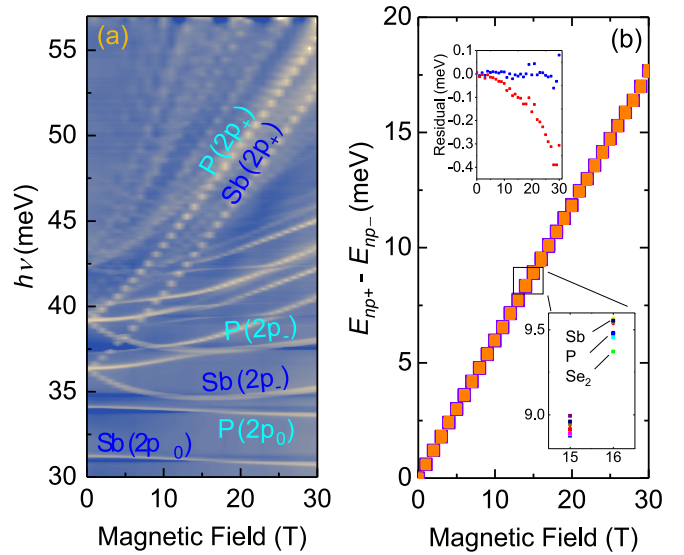 (a)
55
50
45
40
35
30
hν (meV)
P(2p₊)
Sb(2p₊)
P(2p₋)
Sb(2p₋)
P(2p₀)
Sb(2p₀)
0 10 20 30
Magnetic Field (T)
(b)
20
15
10
5
0
Eₙₚ₊ - Eₙₚ₋ (meV)
0.1
0.0
-0.1
-0.2
-0.3
-0.4
Residual (meV)
0 10 20 30
9.5
9.0
Sb
P
Se₂
15 16
0 10 20 30
Magnetic Field (T)